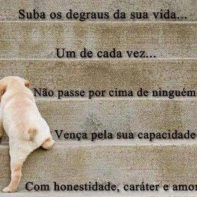 Suba os degraus da sua vida...
Um de cada vez...
Não passe por cima de ninguém
Vença pela sua capacidade
Com honestidade, caráter e amor